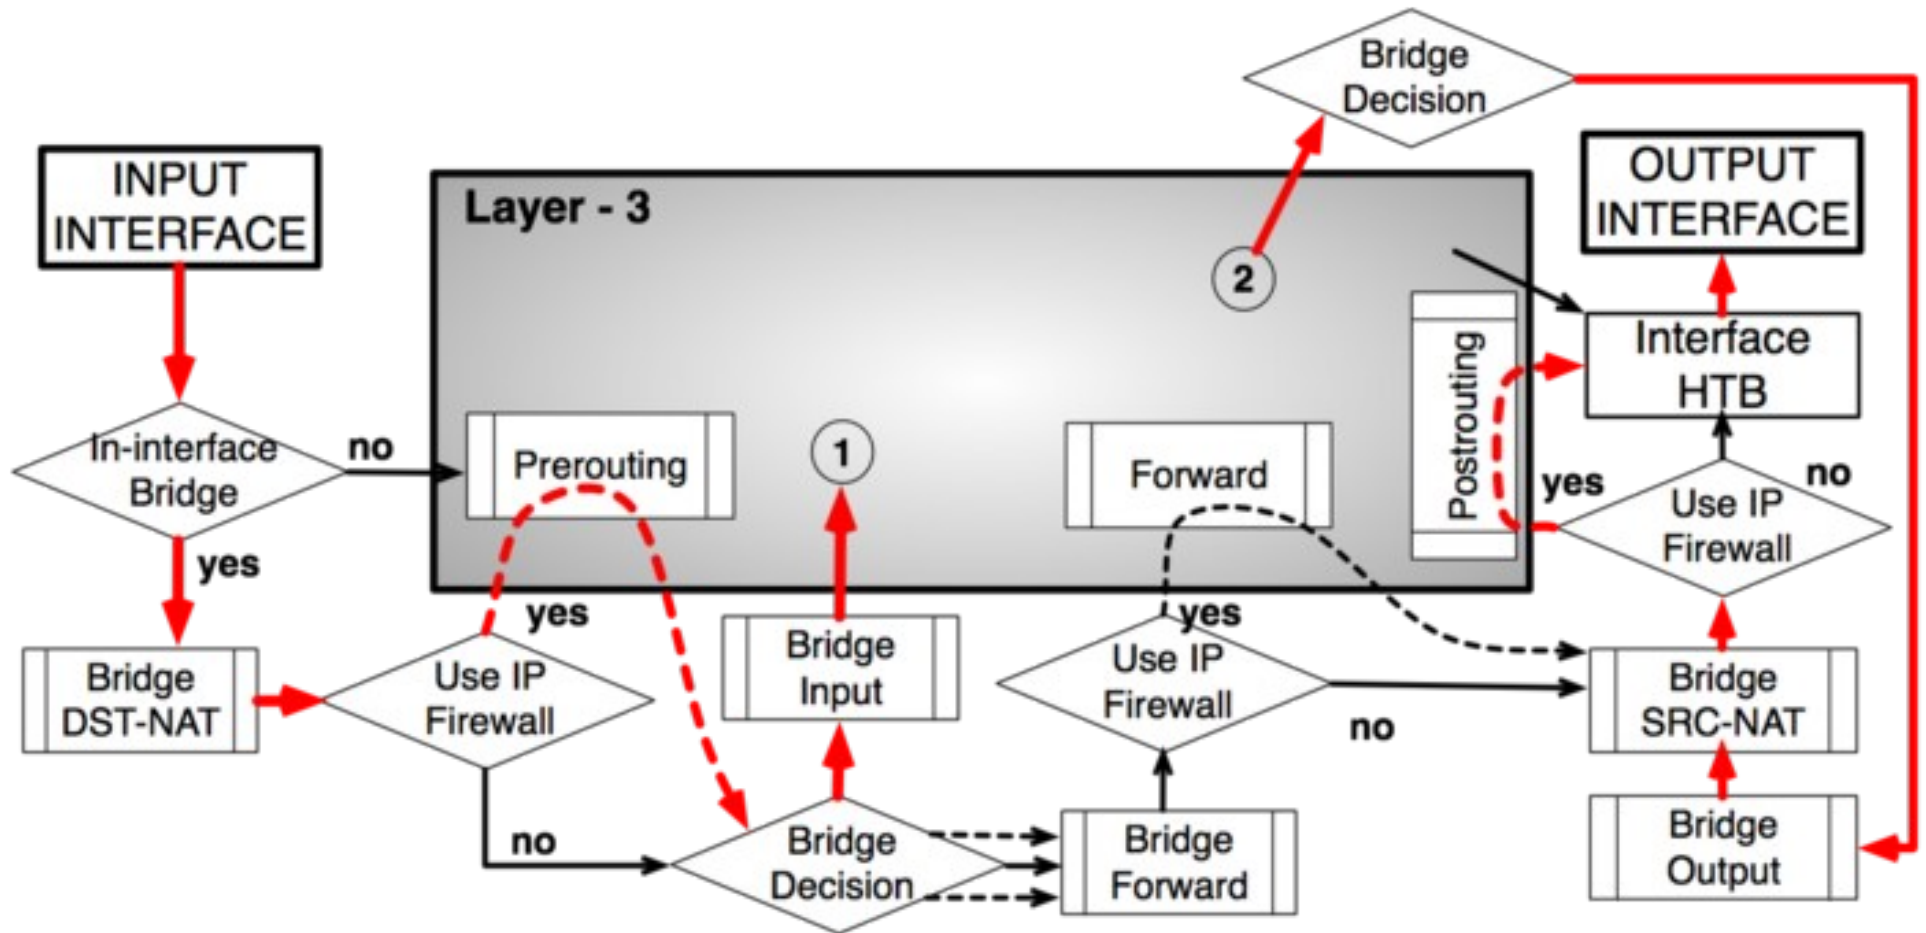 Bridge
Decision
INPUT
INTERFACE
OUTPUT
INTERFACE
Layer - 3
2
Interface
HTB
Postrouting
In-interface
Bridge
no
Prerouting
1
Forward
yes
no
Use IP
Firewall
yes
yes
yes
Bridge
DST-NAT
Use IP
Firewall
Bridge
Input
Use IP
Firewall
Bridge
SRC-NAT
no
no
Bridge
Decision
Bridge
Forward
Bridge
Output